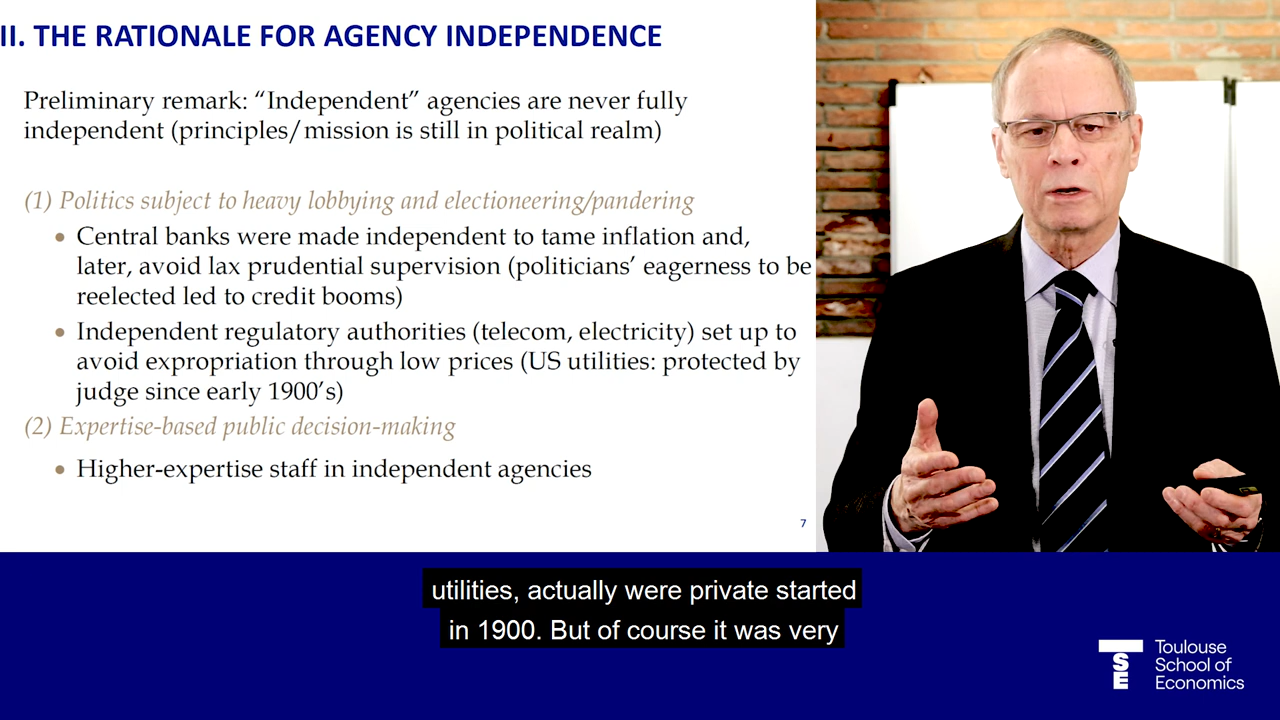 II. THE RATIONALE FOR AGENCY INDEPENDENCE
Preliminary remark: “Independent” agencies are never fully
independent (principles/mission is still in political realm)
(1) Politics subject to heavy lobbying and electioneering/pandering
• Central banks were made independent to tame inflation and,
later, avoid lax prudential supervision (politicians’ eagerness to be
reelected led to credit booms)
• Independent regulatory authorities (telecom, electricity) set up to
avoid expropriation through low prices (US utilities: protected by
judge since early 1900’s)
(2) Expertise-based public decision-making
• Higher-expertise staff in independent agencies
7
utilities, actually were private started
in 1900. But of course it was very
TSE
Toulouse
School of
Economics